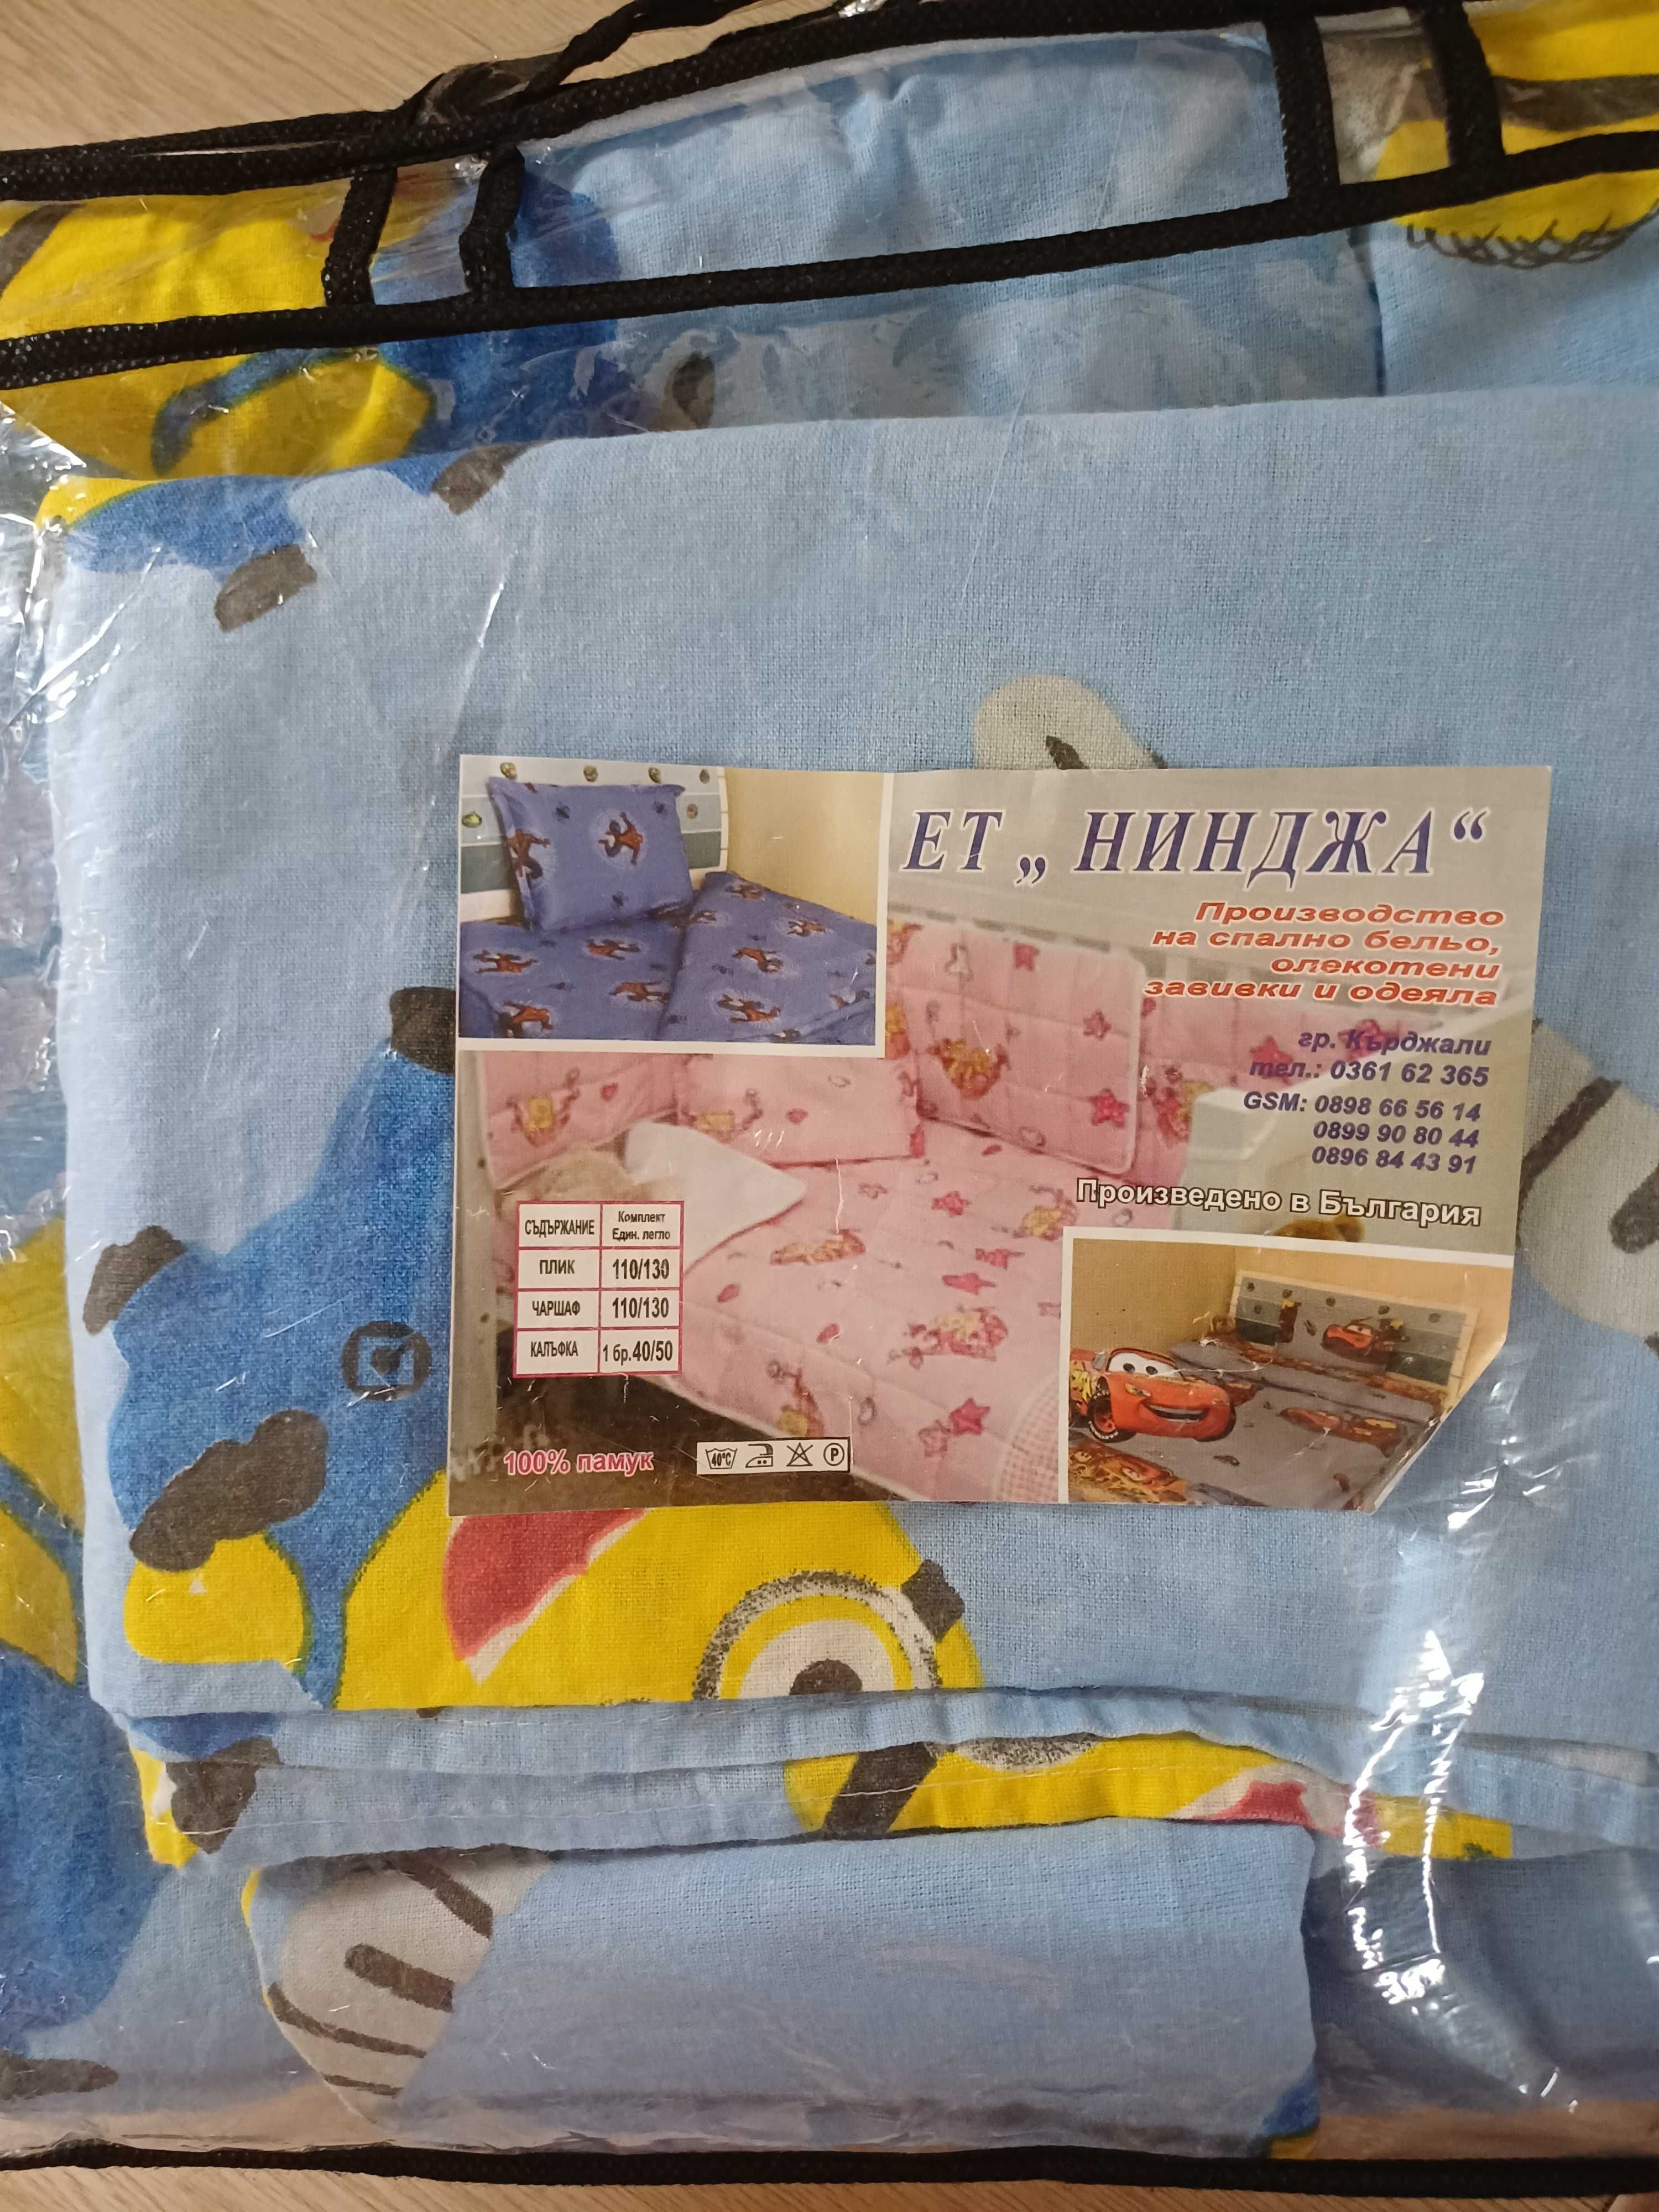 ЕТ „ НИНДЖА“
Производство
на спално бельо,
олекотени
завивки и одеяла
гр. Кърджали
тел.: 0361 62 365
GSM: 0898 66 56 14
0899 90 80 44
0896 84 43 91
Произведено в България
СЪДЪРЖАНИЕ Комплект Един. легло
ПЛИК 110/130
ЧАРШАФ 110/130
КАЛЪФКА 1 бр.40/50
100% памук 40°C P